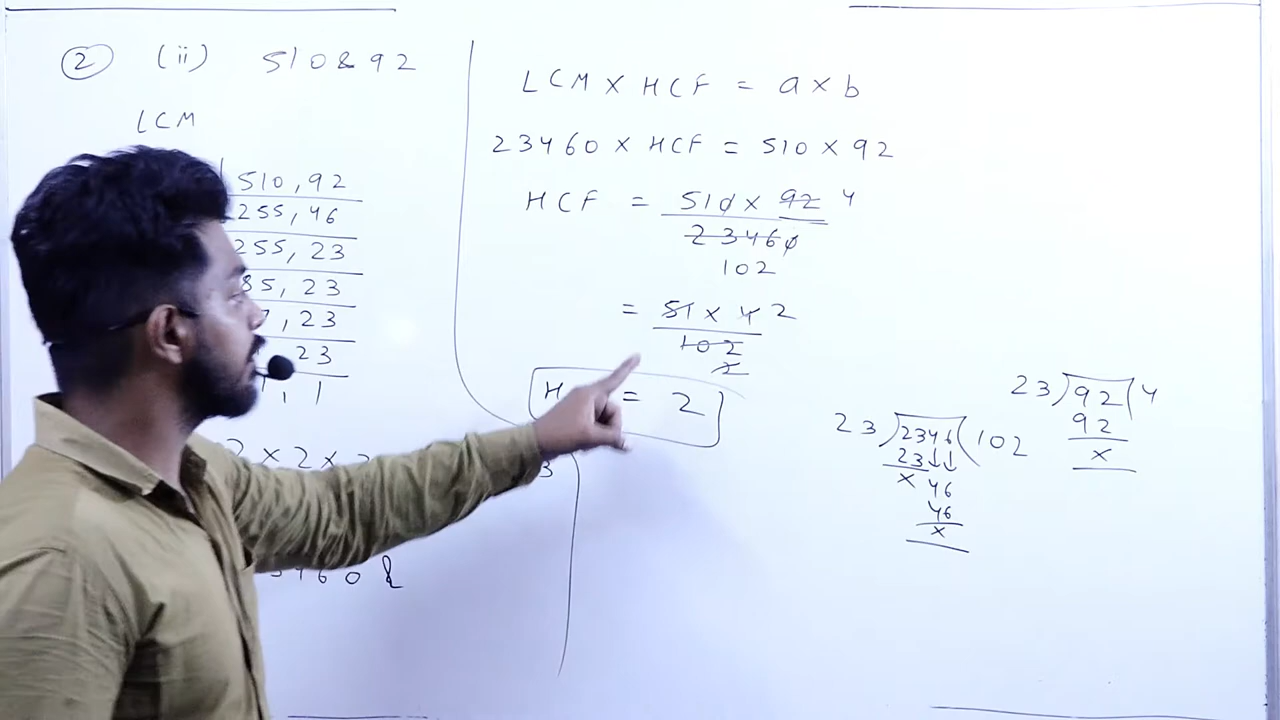 2 (ii) 510 & 92
LCM
510, 92
255, 46
255, 23
85, 23
, 23
23
1, 1
2 × 2 ×
3
3460
LCM × HCF = a × b
23460 × HCF = 510 × 92
HCF = 510 × 92 4
23460
102
= 51 × 4 2
102
2
H = 2
23)2346(102
23
× 46
46
×
23)92(4
92
×